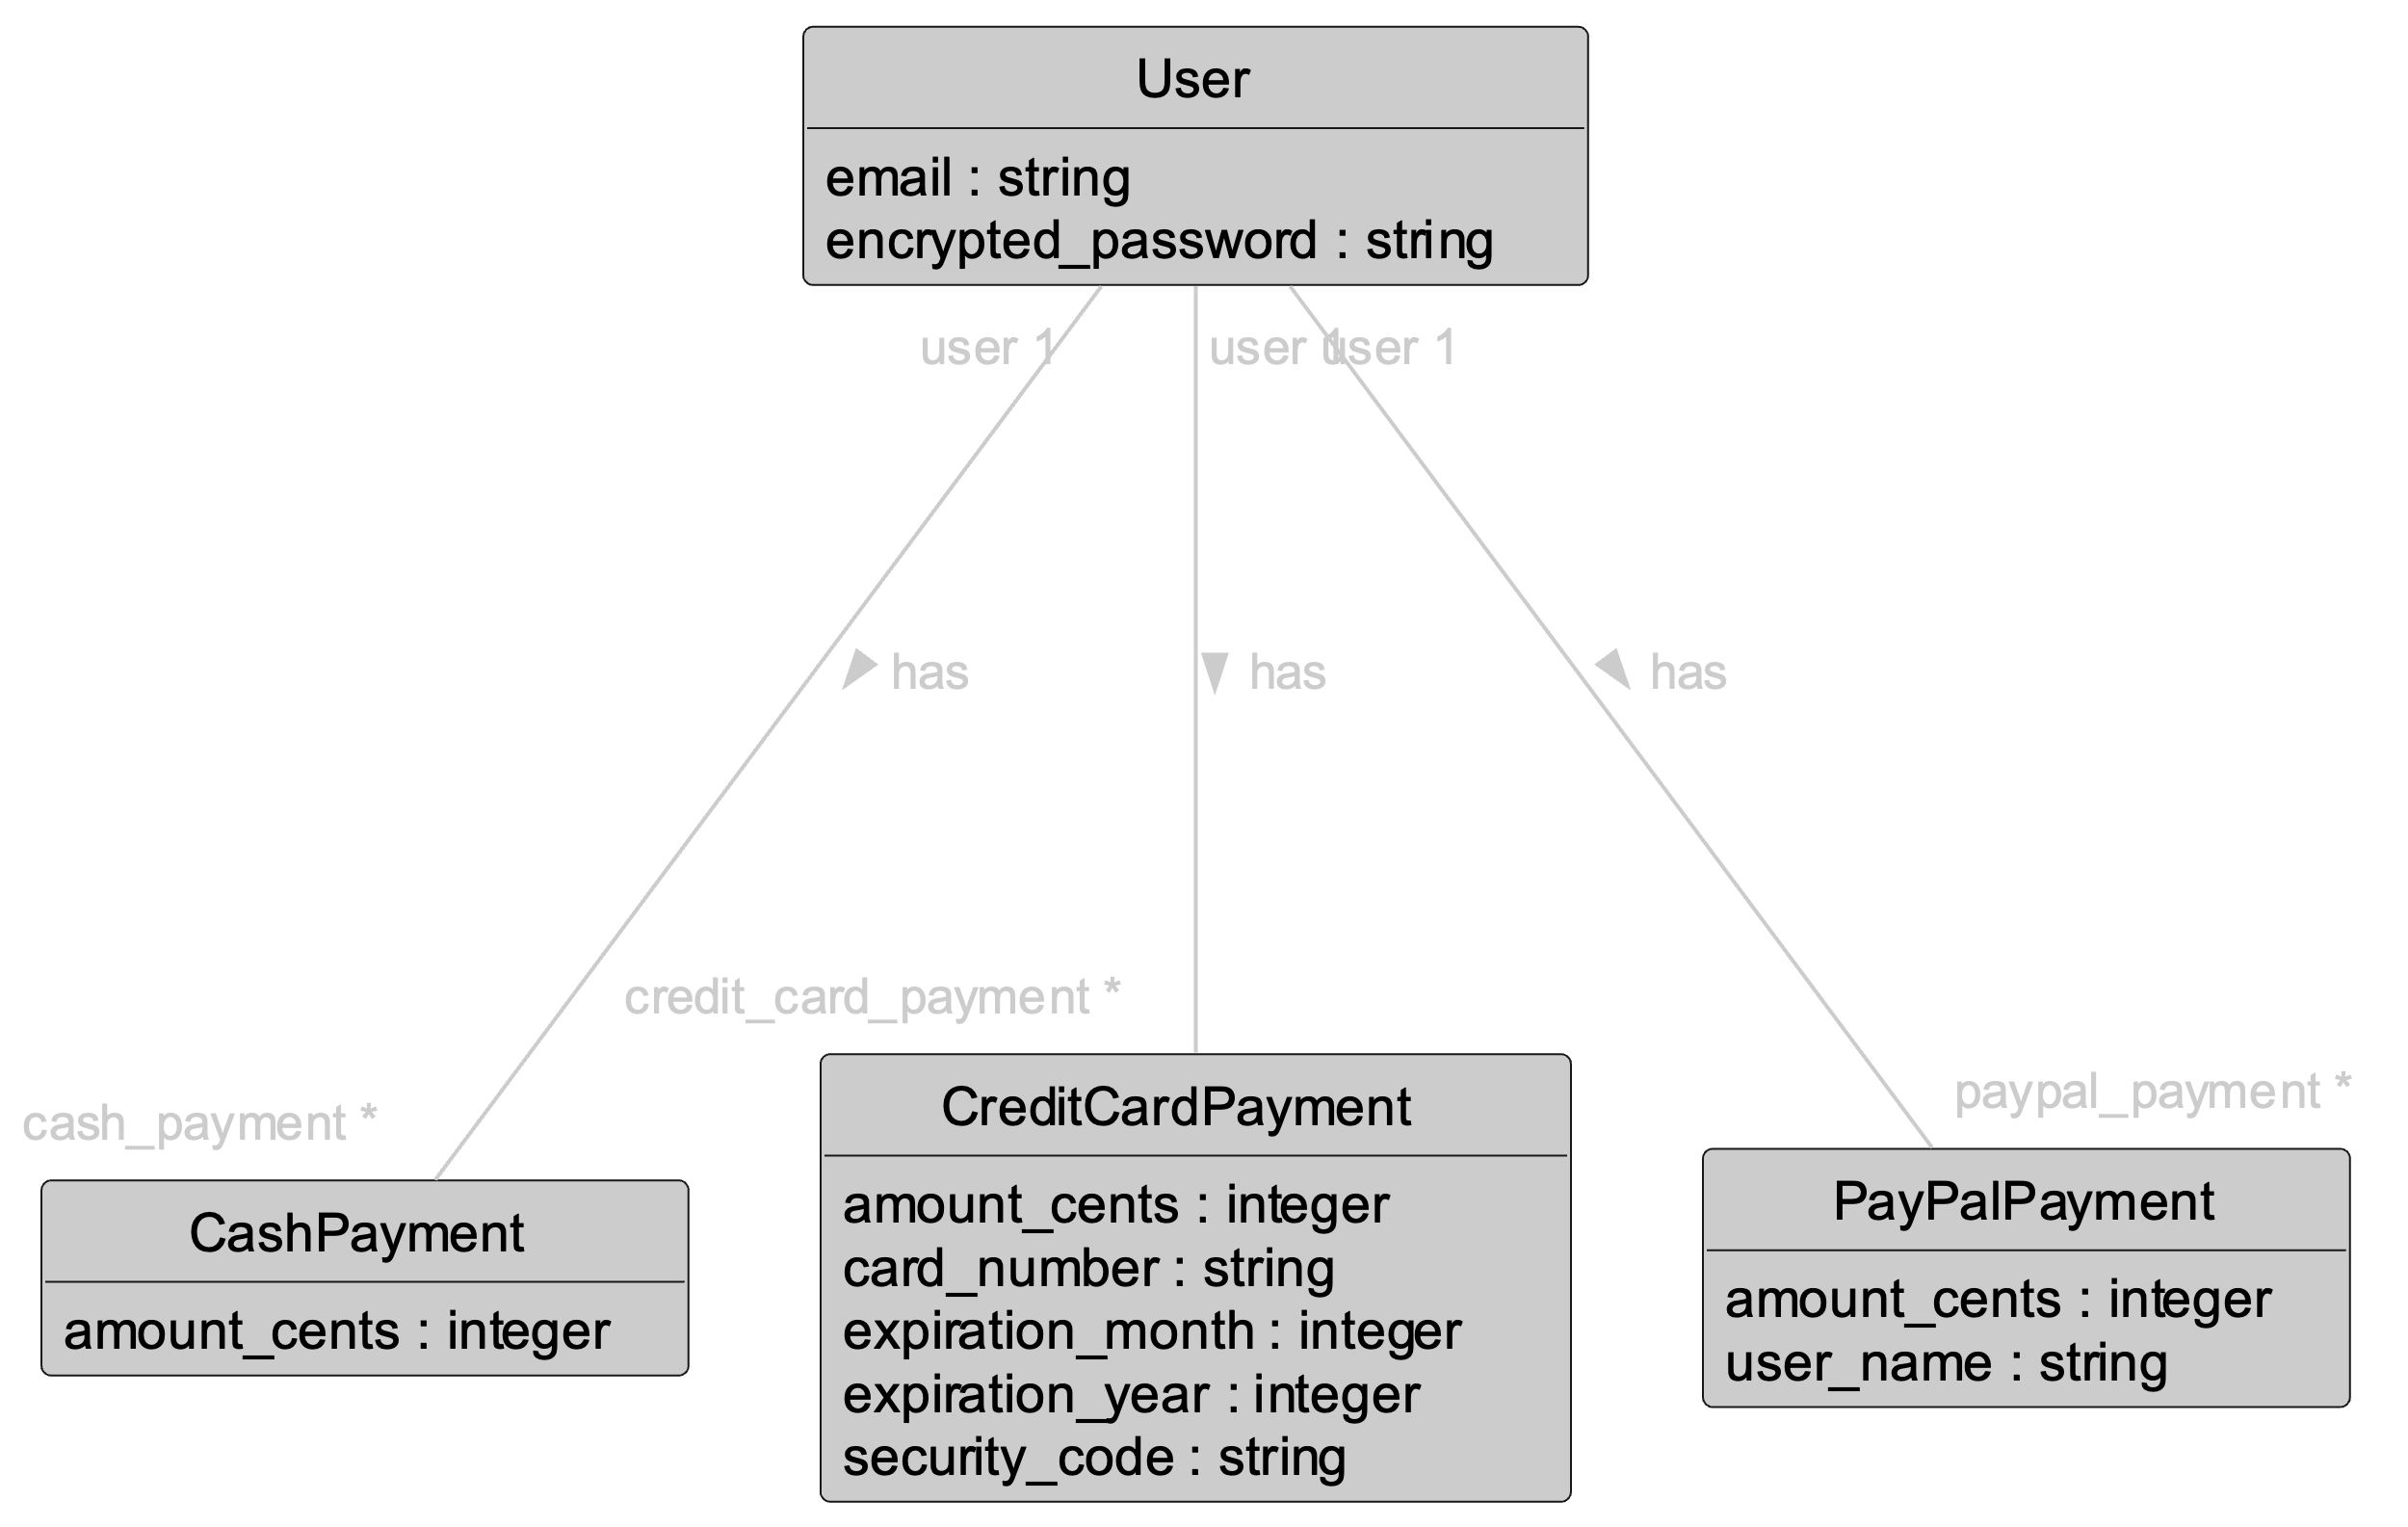 User
email : string
encrypted_password : string
user 1
user 1
user 1
has
has
has
credit_card_payment *
paypal_payment *
cash_payment *
CashPayment
amount_cents : integer
CreditCardPayment
amount_cents : integer
card_number : string
expiration_month : integer
expiration_year : integer
security_code : string
PayPalPayment
amount_cents : integer
user_name : string